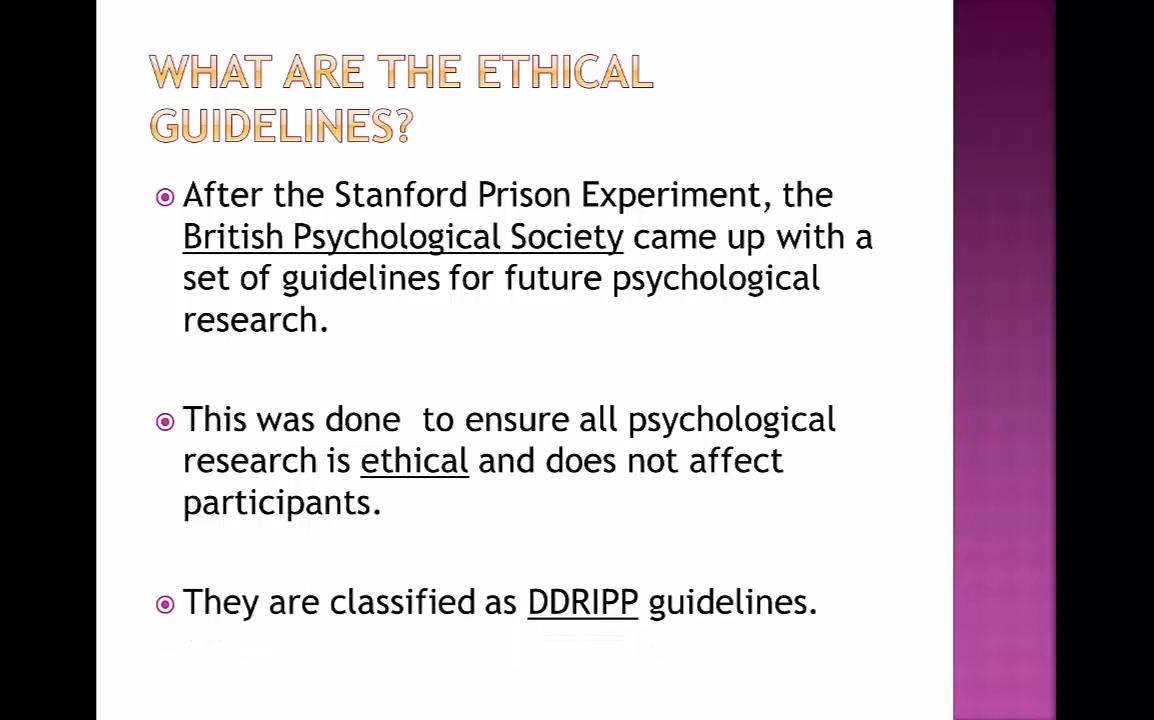 WHAT ARE THE ETHICAL
GUIDELINES?
After the Stanford Prison Experiment, the
British Psychological Society came up with a
set of guidelines for future psychological
research.
This was done  to ensure all psychological
research is ethical and does not affect
participants.
They are classified as DDRIPP guidelines.